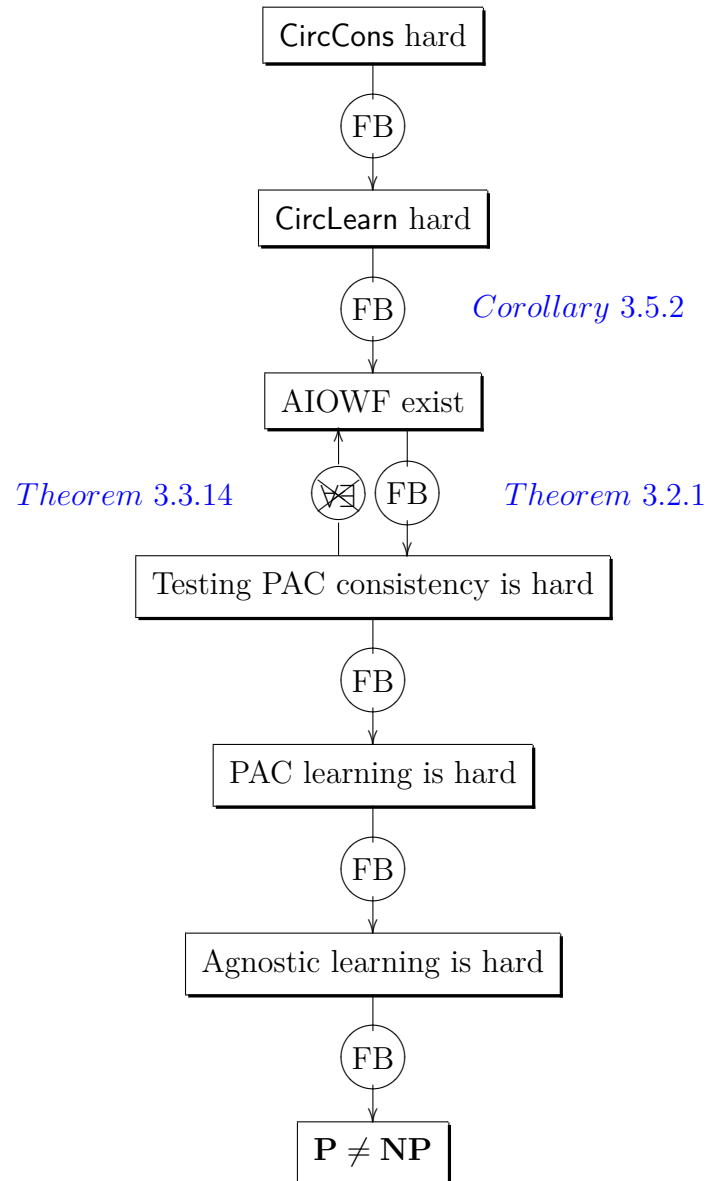 CircCons hard
FB
CircLearn hard
FB
Corollary 3.5.2
AIOWF exist
Theorem 3.3.14
∀∃
FB
Theorem 3.2.1
Testing PAC consistency is hard
FB
PAC learning is hard
FB
Agnostic learning is hard
FB
P ≠ NP